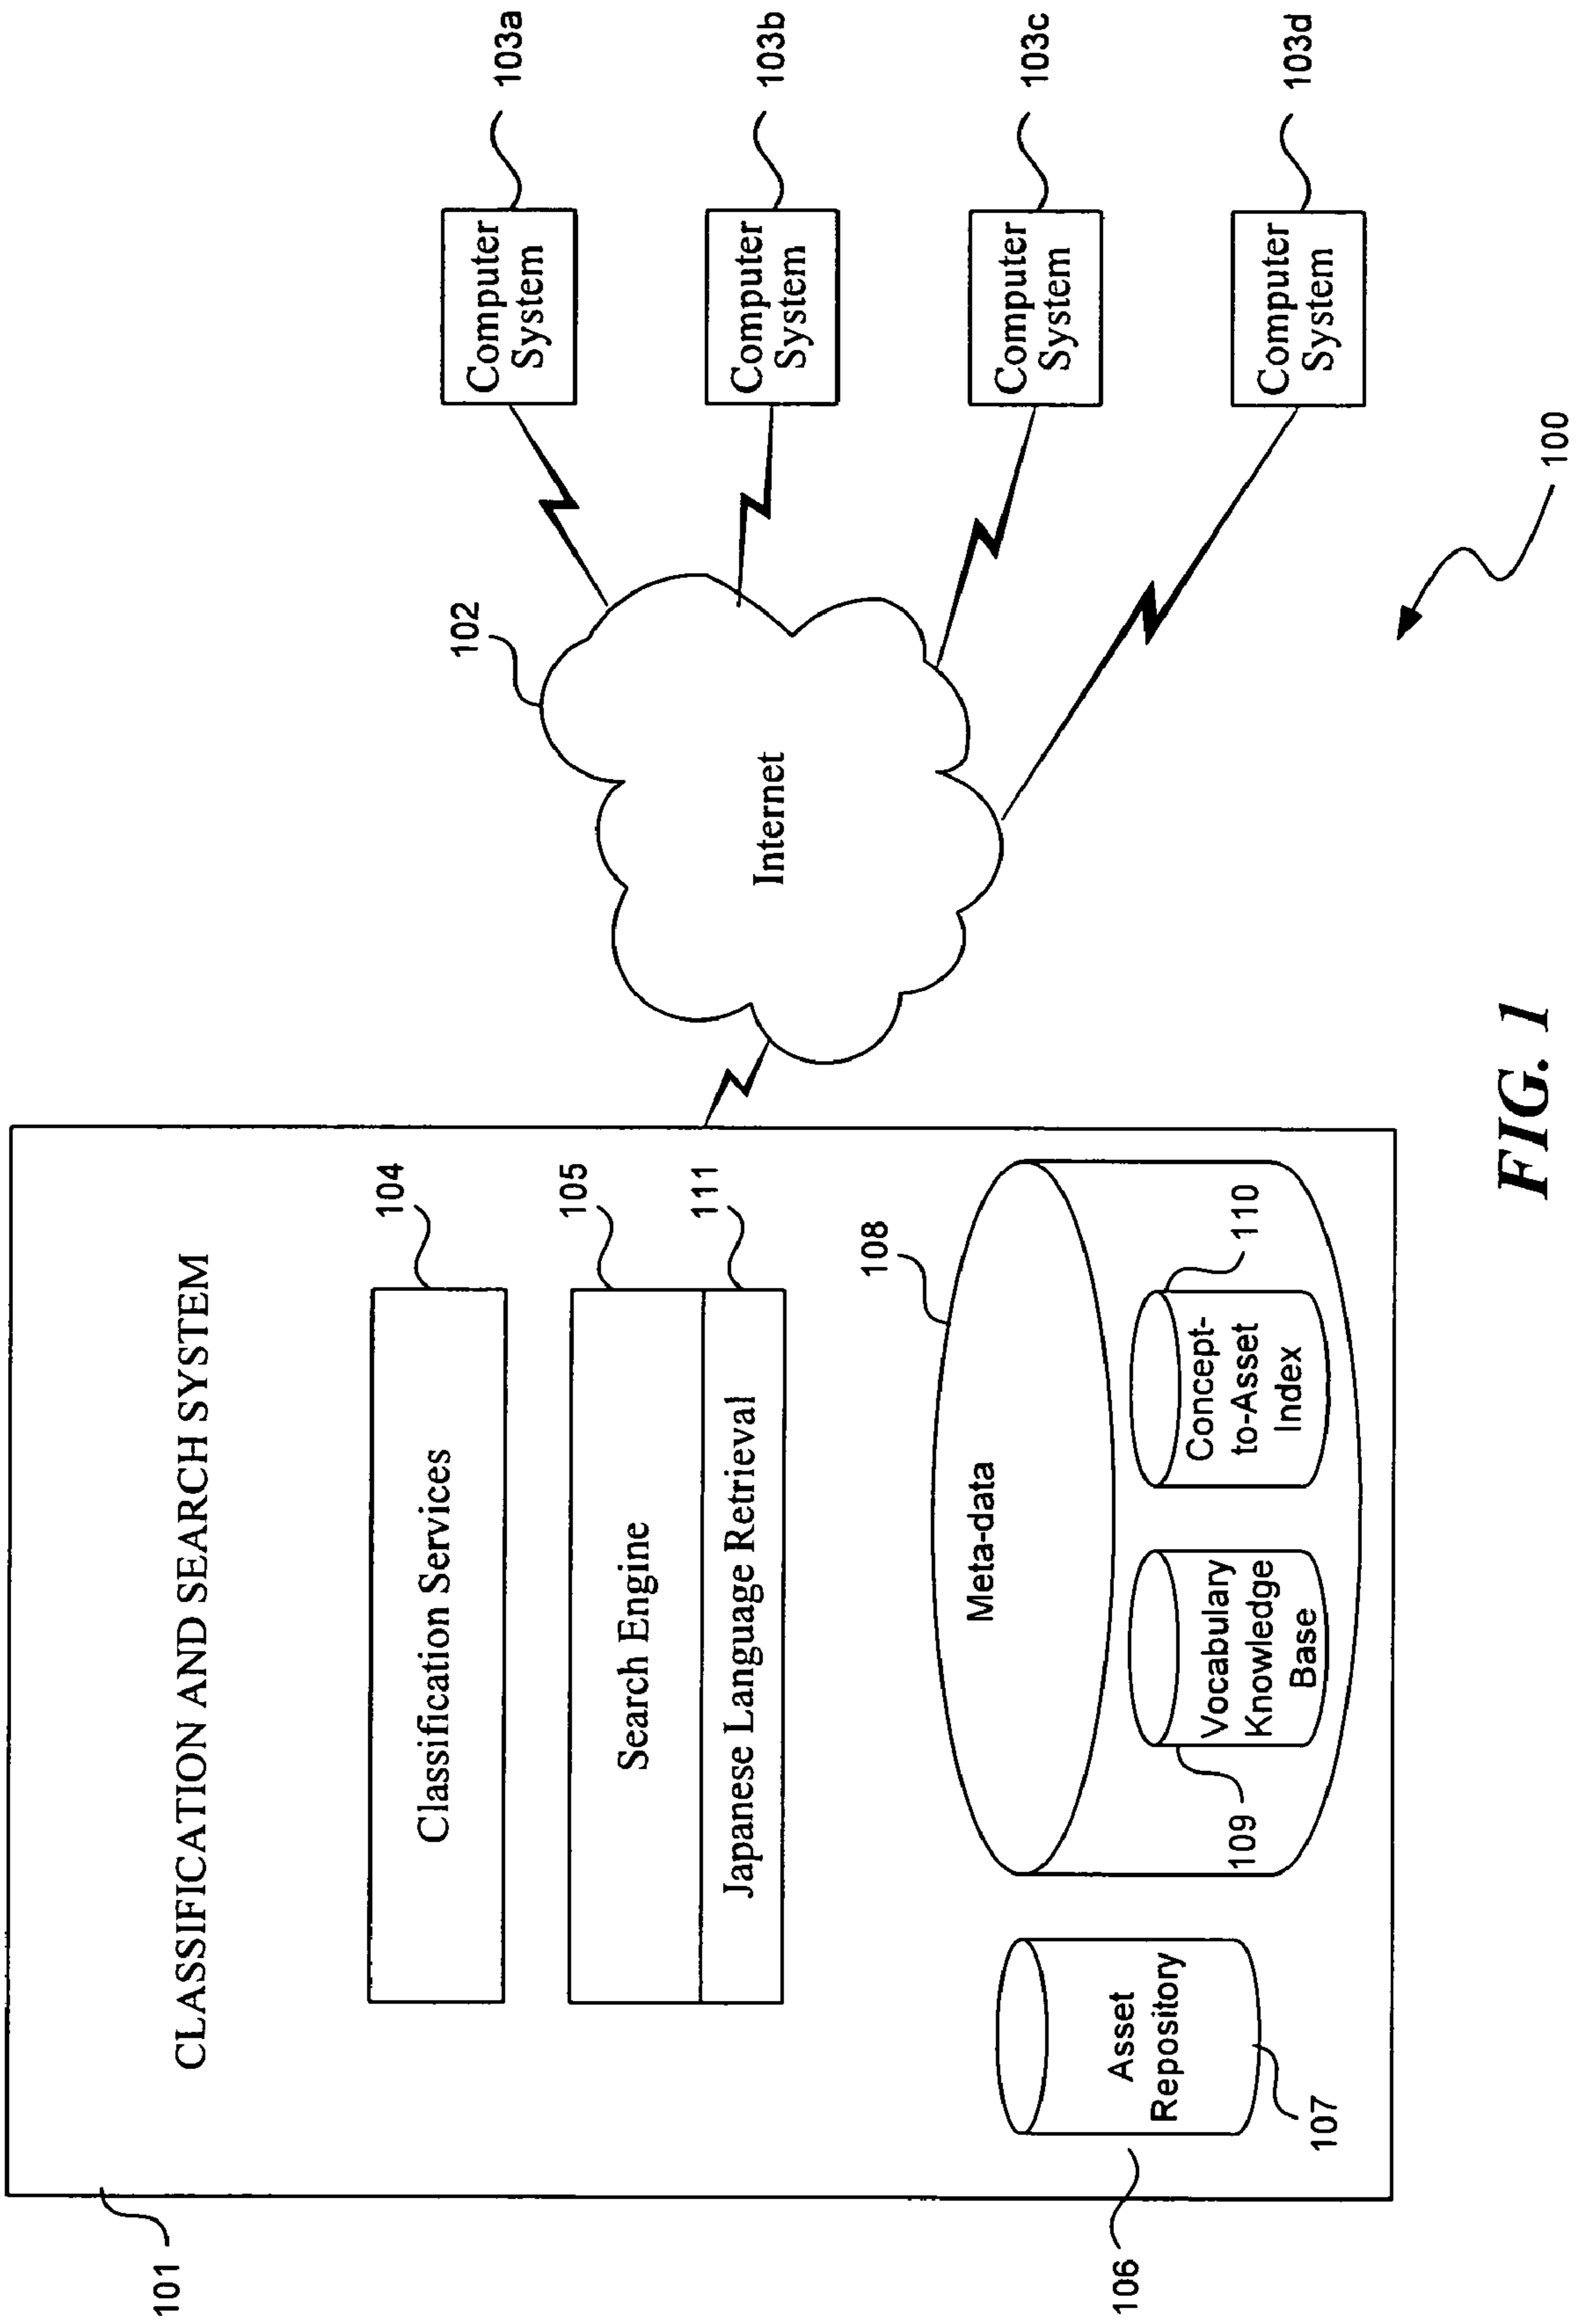 CLASSIFICATION AND SEARCH SYSTEM
101
Classification Services
104
Search Engine
105
Japanese Language Retrieval
111
106
Asset
Repository
107
108
Meta-data
109
Vocabulary
Knowledge
Base
110
Concept-
to-Asset
Index
102
Internet
Computer
System
103a
Computer
System
103b
Computer
System
103c
Computer
System
103d
100
FIG. 1